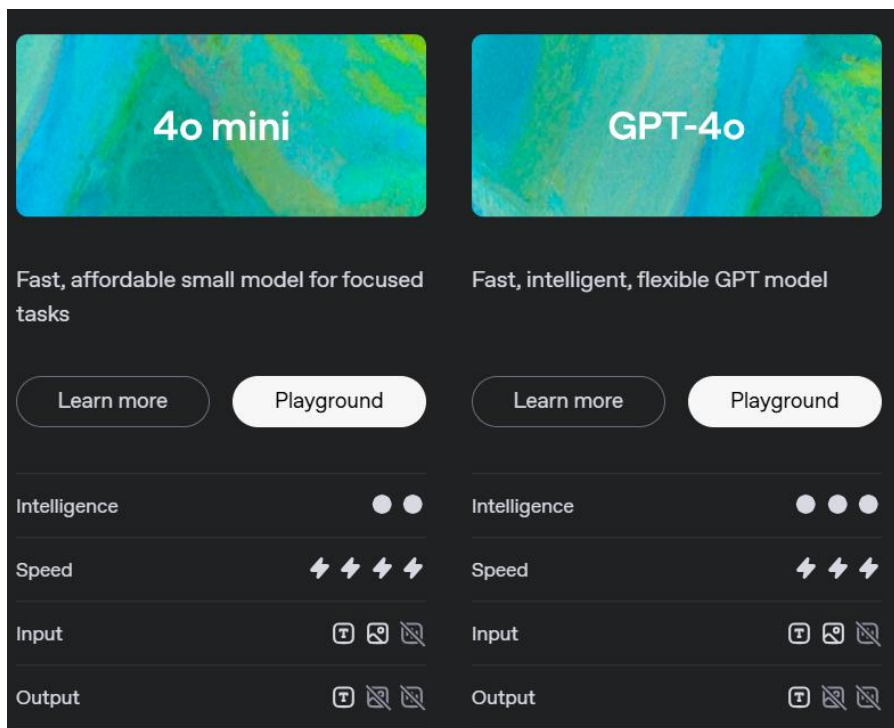 4o mini
GPT-4o
Fast, affordable small model for focused
tasks
Fast, intelligent, flexible GPT model
Learn more
Playground
Learn more
Playground
Intelligence
Intelligence
Speed
Speed
Input
Input
Output
Output